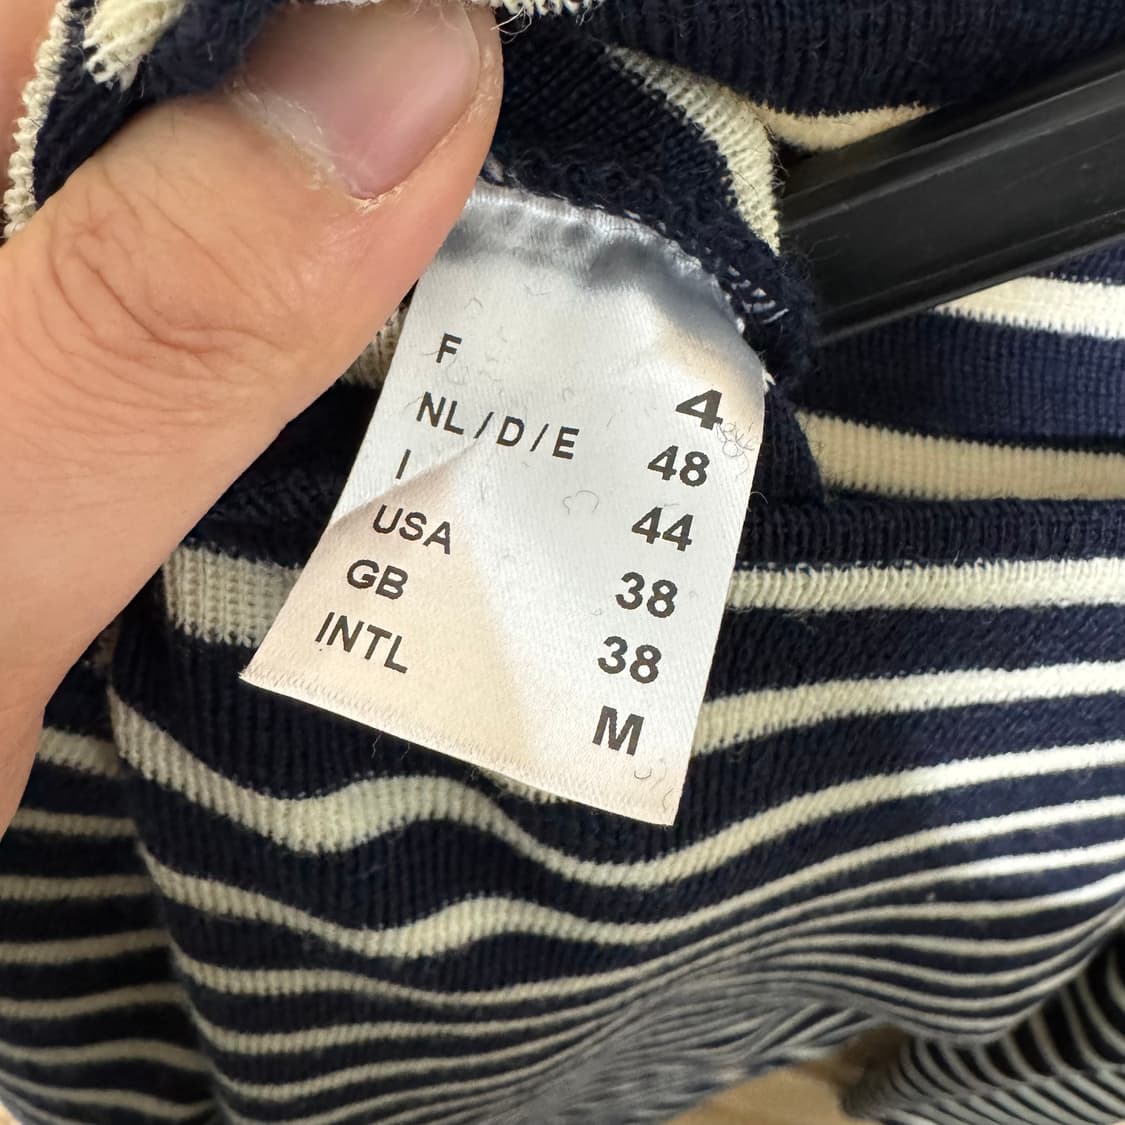 F 4
NL/D/E 48
I 44
USA 38
GB 38
INTL M